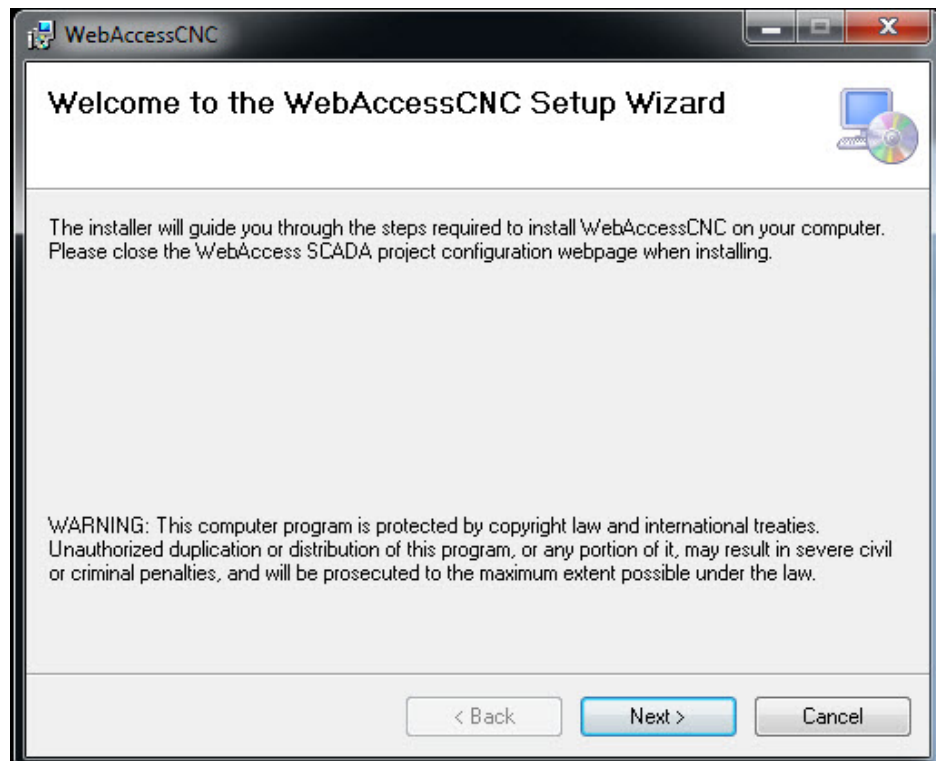 WebAccessCNC
Welcome to the WebAccessCNC Setup Wizard
The installer will guide you through the steps required to install WebAccessCNC on your computer.
Please close the WebAccess SCADA project configuration webpage when installing.
WARNING: This computer program is protected by copyright law and international treaties.
Unauthorized duplication or distribution of this program, or any portion of it, may result in severe civil
or criminal penalties, and will be prosecuted to the maximum extent possible under the law.
< Back Next > Cancel